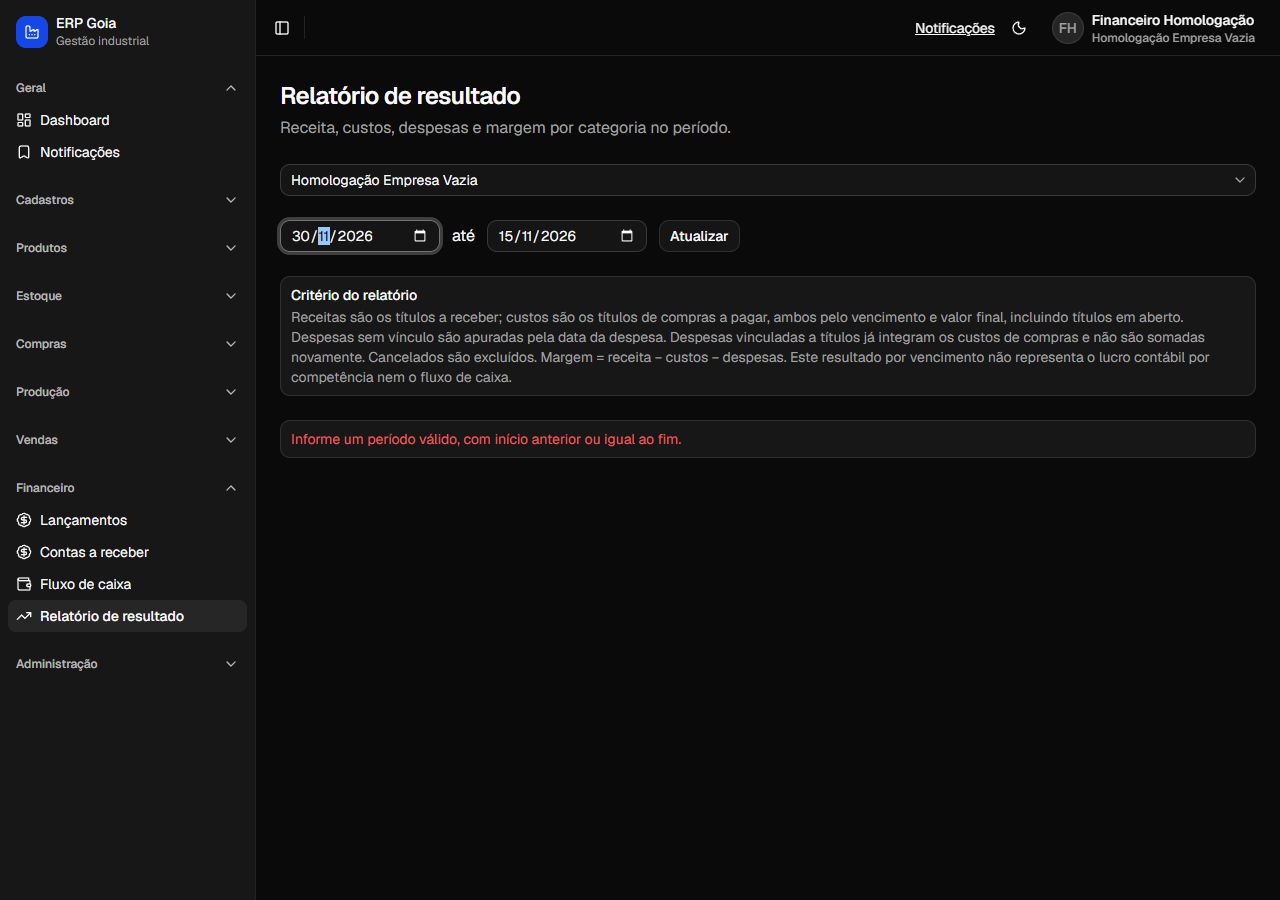 ERP Goia
Gestão industrial
Geral
Dashboard
Notificações
Cadastros
Produtos
Estoque
Compras
Produção
Vendas
Financeiro
Lançamentos
Contas a receber
Fluxo de caixa
Relatório de resultado
Administração
Notificações
FH
Financeiro Homologação
Homologação Empresa Vazia
Relatório de resultado
Receita, custos, despesas e margem por categoria no período.
Homologação Empresa Vazia
30/11/2026 até 15/11/2026 Atualizar
Critério do relatório
Receitas são os títulos a receber; custos são os títulos de compras a pagar, ambos pelo vencimento e valor final, incluindo títulos em aberto.
Despesas sem vínculo são apuradas pela data da despesa. Despesas vinculadas a títulos já integram os custos de compras e não são somadas
novamente. Cancelados são excluídos. Margem = receita – custos – despesas. Este resultado por vencimento não representa o lucro contábil por
competência nem o fluxo de caixa.
Informe um período válido, com início anterior ou igual ao fim.